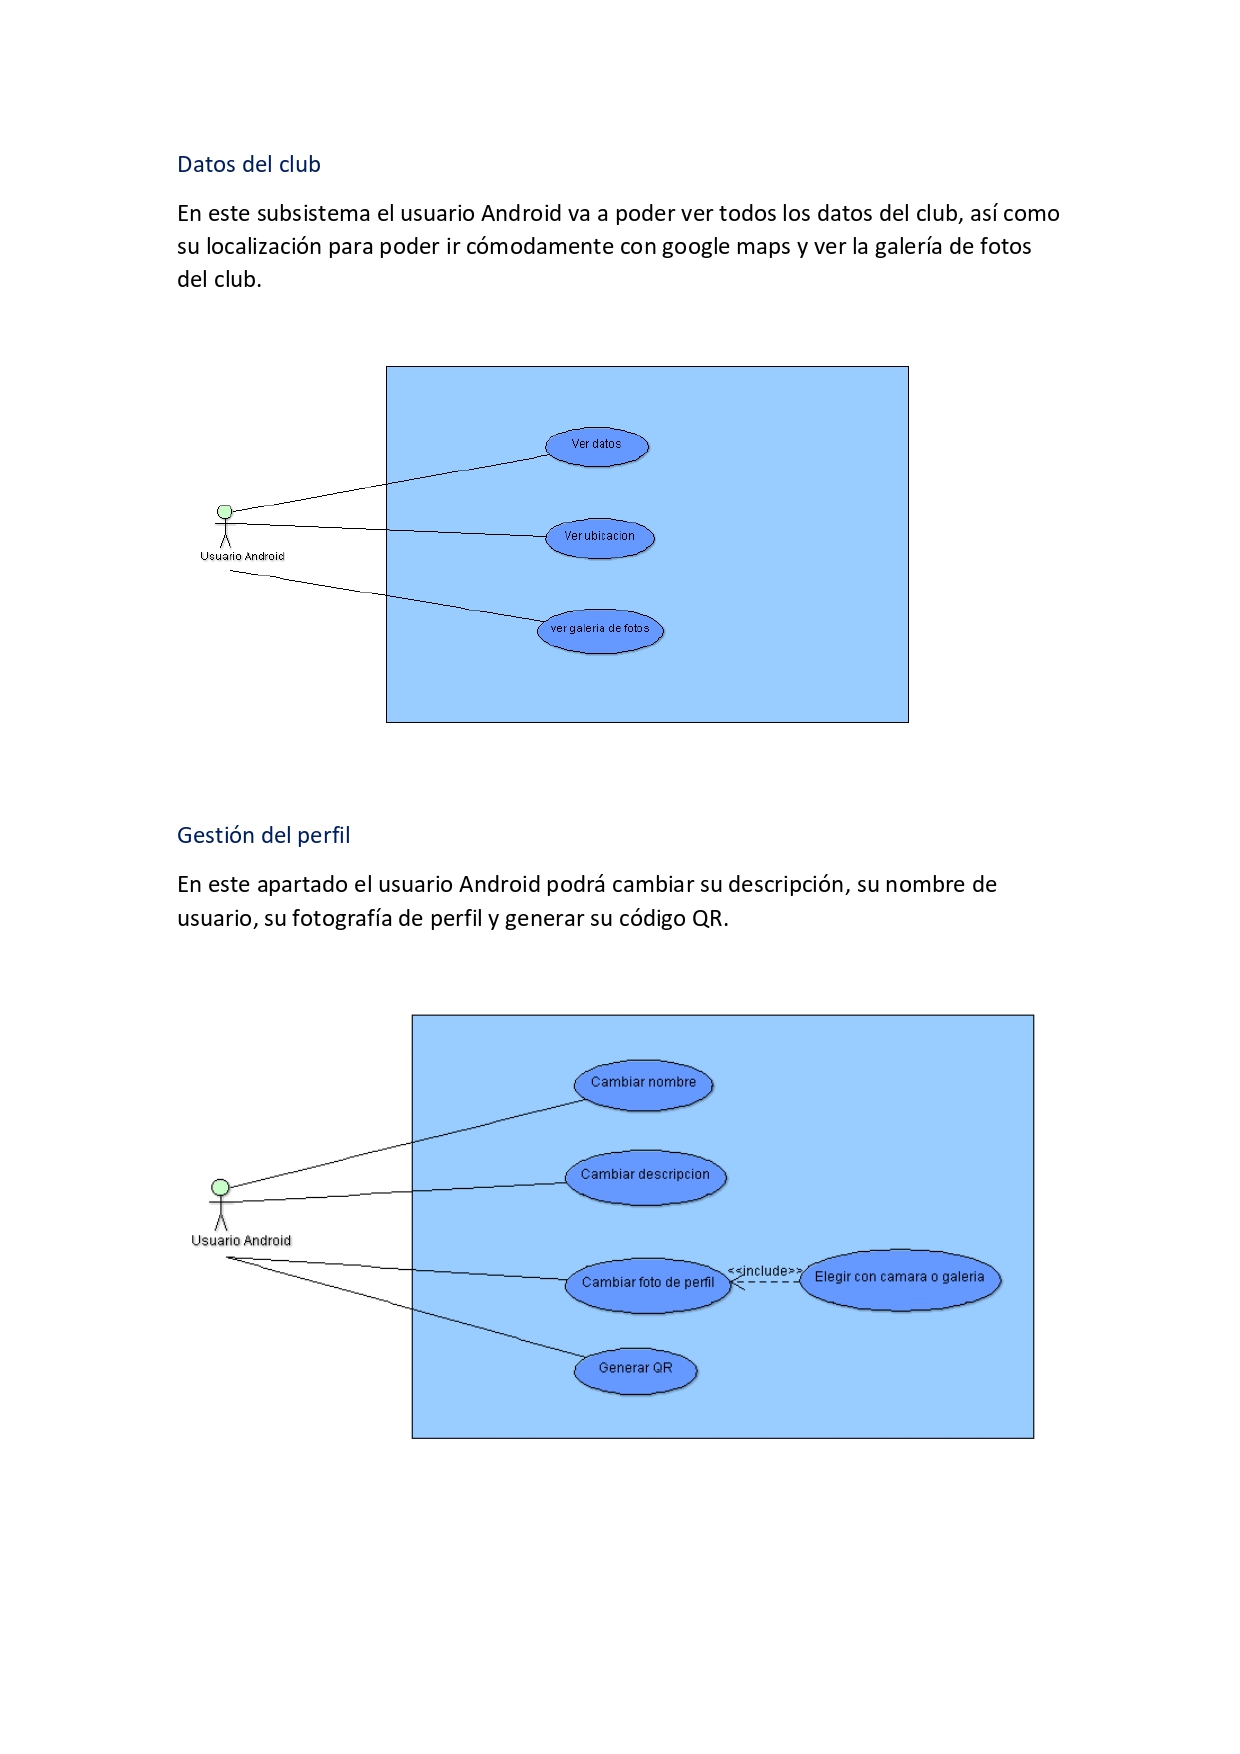 Datos del club
En este subsistema el usuario Android va a poder ver todos los datos del club, así como
su localización para poder ir cómodamente con google maps y ver la galería de fotos
del club.
Ver datos
Ver ubicacion
Usuario Android
ver galeria de fotos
Gestión del perfil
En este apartado el usuario Android podrá cambiar su descripción, su nombre de
usuario, su fotografía de perfil y generar su código QR.
Cambiar nombre
Cambiar descripcion
Usuario Android
Cambiar foto de perfil
<<include>>
Elegir con camara o galeria
Generar QR